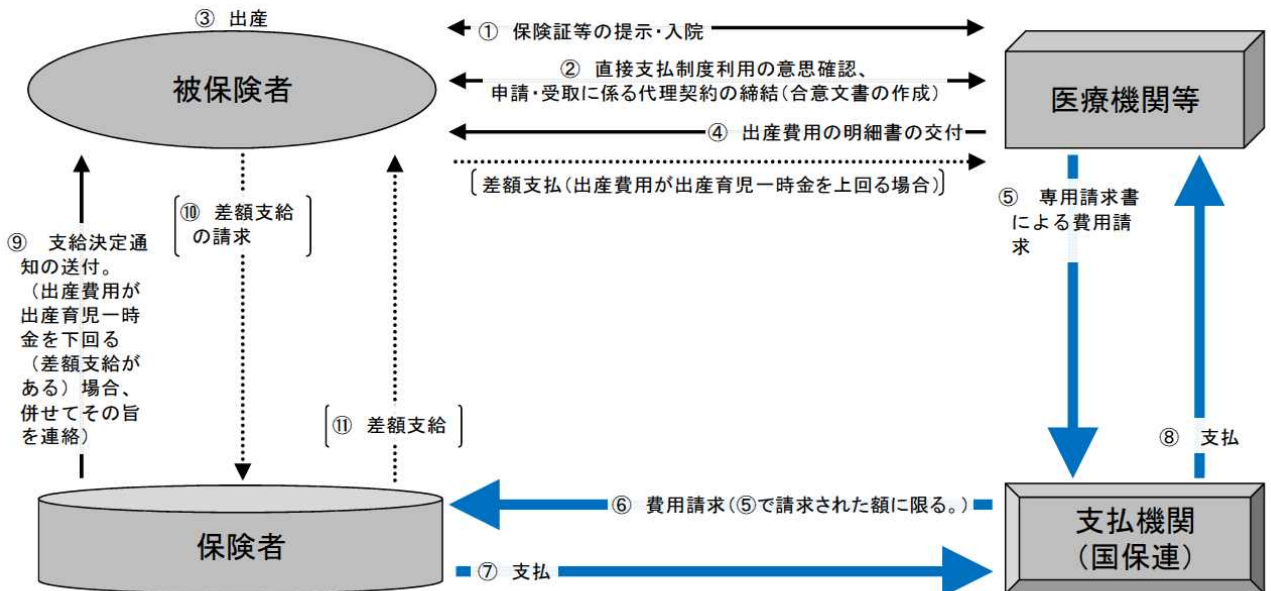 ③ 出産
① 保険証等の提示・入院
② 直接支払制度利用の意思確認、
申請・受取に係る代理契約の締結(合意文書の作成)
被保険者
医療機関等
④ 出産費用の明細書の交付
差額支払(出産費用が出産育児一時金を上回る場合)
⑤ 専用請求書
による費用請
求
⑩ 差額支給
の請求
⑨ 支給決定通
知の送付。
(出産費用が
出産育児一時
金を下回る
(差額支給が
ある)場合、
併せてその旨
を連絡)
⑪ 差額支給
⑧ 支払
⑥ 費用請求(⑤で請求された額に限る。)
保険者
支払機関
(国保連)
⑦ 支払